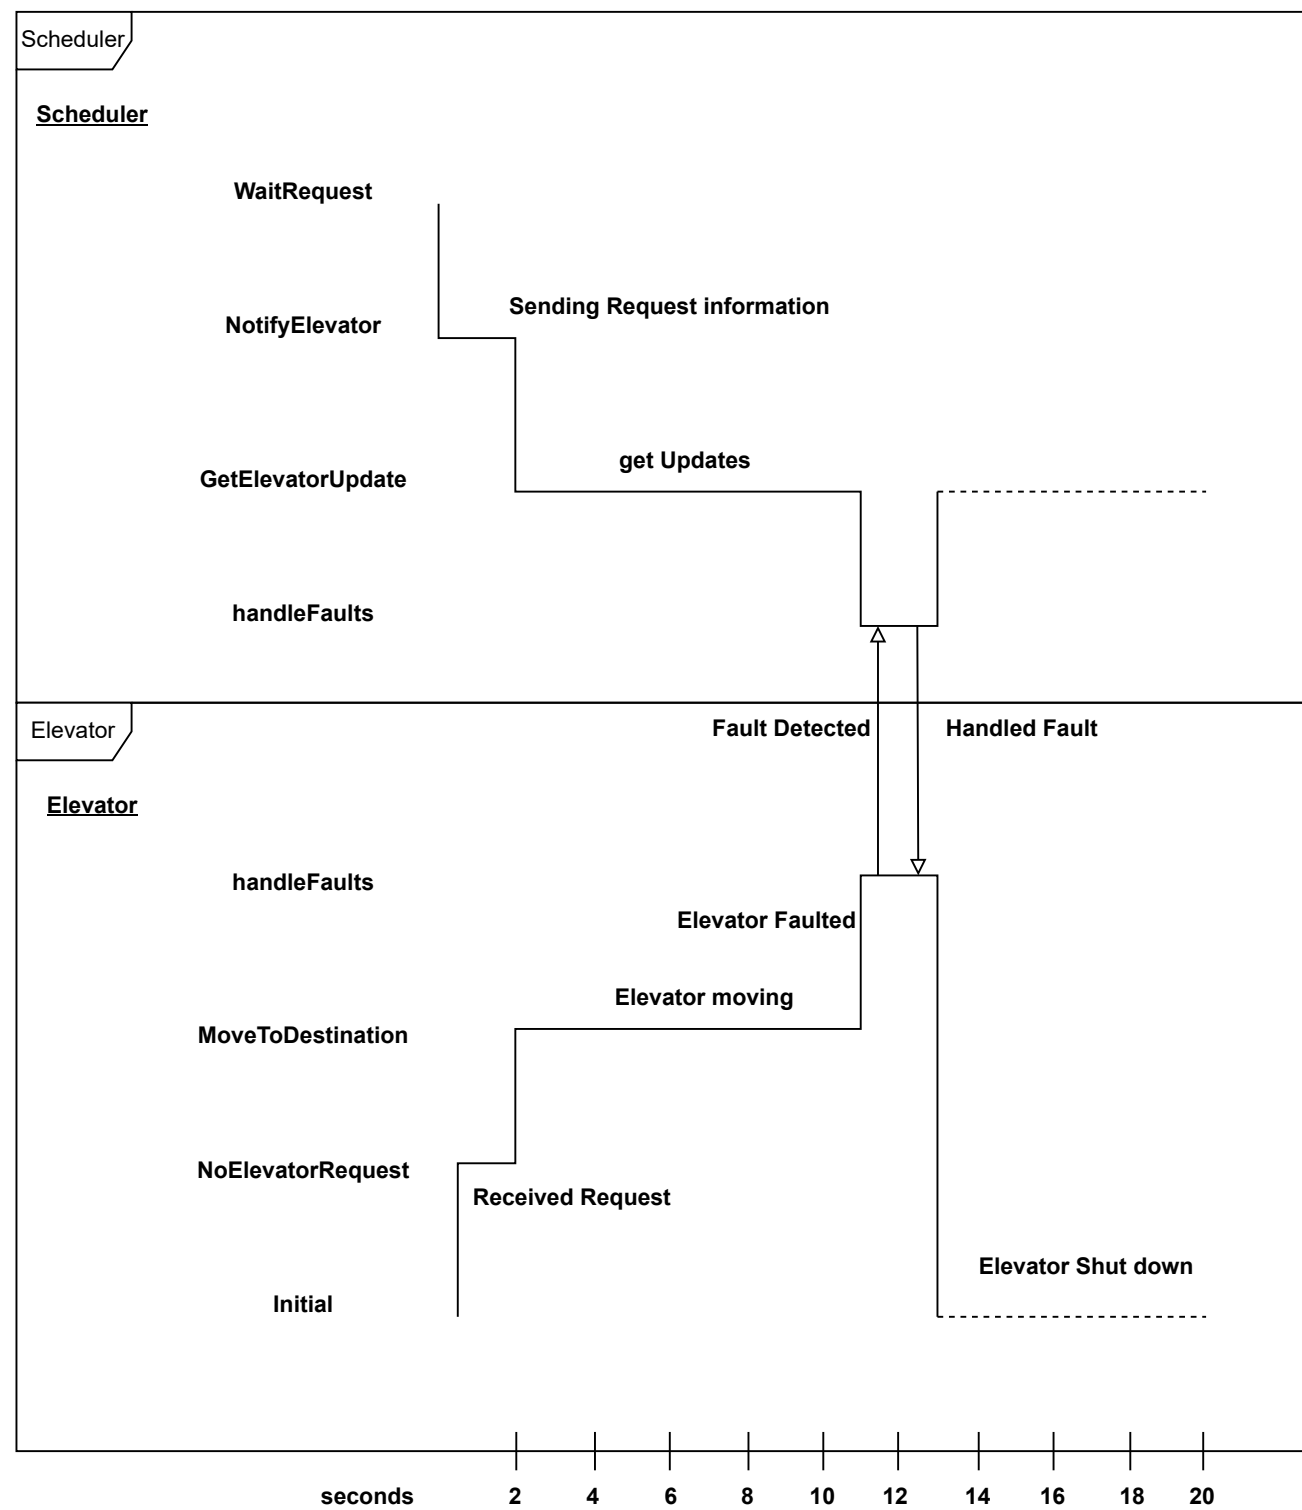 Scheduler
Scheduler
WaitRequest
Sending Request information
NotifyElevator
get Updates
GetElevatorUpdate
handleFaults
Elevator
Fault Detected
Handled Fault
Elevator
handleFaults
Elevator Faulted
Elevator moving
MoveToDestination
NoElevatorRequest
Received Request
Elevator Shut down
Initial
seconds 2 4 6 8 10 12 14 16 18 20